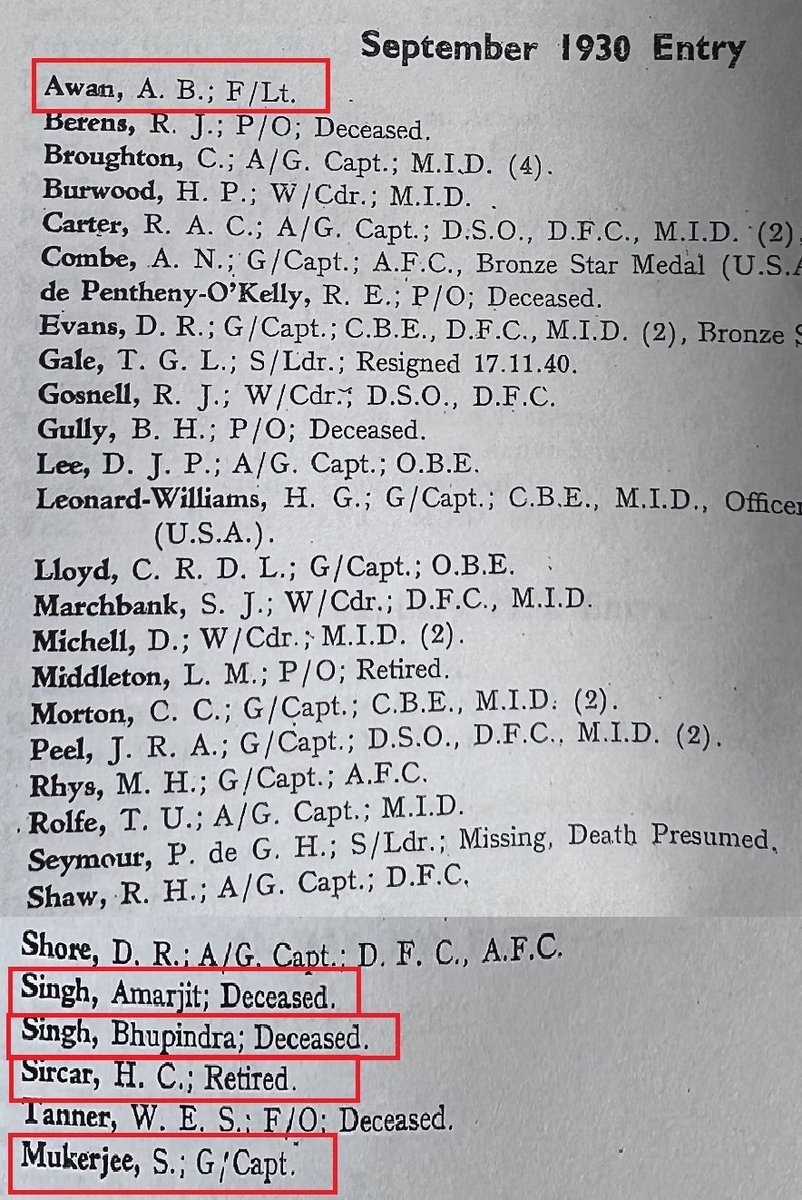 September 1930 Entry
Awan, A. B.; F/Lt.
Berens, R. J.; P/O; Deceased.
Broughton, C.; A/G. Capt.; M.I.D. (4).
Burwood, H. P.; W/Cdr.; M.I.D.
Carter, R. A. C.; A/G. Capt.; D.S.O., D.F.C., M.I.D. (2),
Combe, A. N.; G/Capt.; A.F.C., Bronze Star Medal (U.S.A
de Pentheny-O'Kelly, R. E.; P/O; Deceased.
Evans, D. R.; G/Capt.; C.B.E., D.F.C., M.I.D. (2), Bronze S
Gale, T. G. L.; S/Ldr.; Resigned 17.11.40.
Gosnell, R. J.; W/Cdr.; D.S.O., D.F.C.
Gully, B. H.; P/O; Deceased.
Lee, D. J. P.; A/G. Capt.; O.B.E.
Leonard-Williams, H. G.; G/Capt.; C.B.E., M.I.D., Officer
(U.S.A.).
Lloyd, C. R. D. L.; G/Capt.; O.B.E.
Marchbank, S. J.; W/Cdr.; D.F.C., M.I.D.
Michell, D.; W/Cdr.; M.I.D. (2).
Middleton, L. M.; P/O; Retired.
Morton, C. C.; G/Capt.; C.B.E., M.I.D. (2).
Peel, J. R. A.; G/Capt.; D.S.O., D.F.C., M.I.D. (2).
Rhys, M. H.; G/Capt.; A.F.C.
Rolfe, T. U.; A/G. Capt.; M.I.D.
Seymour, P. de G. H.; S/Ldr.; Missing, Death Presumed.
Shaw, R. H.; A/G. Capt.; D.F.C.
Shore, D. R.; A/G. Capt.; D. F. C., A.F.C.
Singh, Amarjit; Deceased.
Singh, Bhupindra; Deceased.
Sircar, H. C.; Retired.
Tanner, W. E. S.; F/O; Deceased.
Mukerjee, S.; G/Capt.